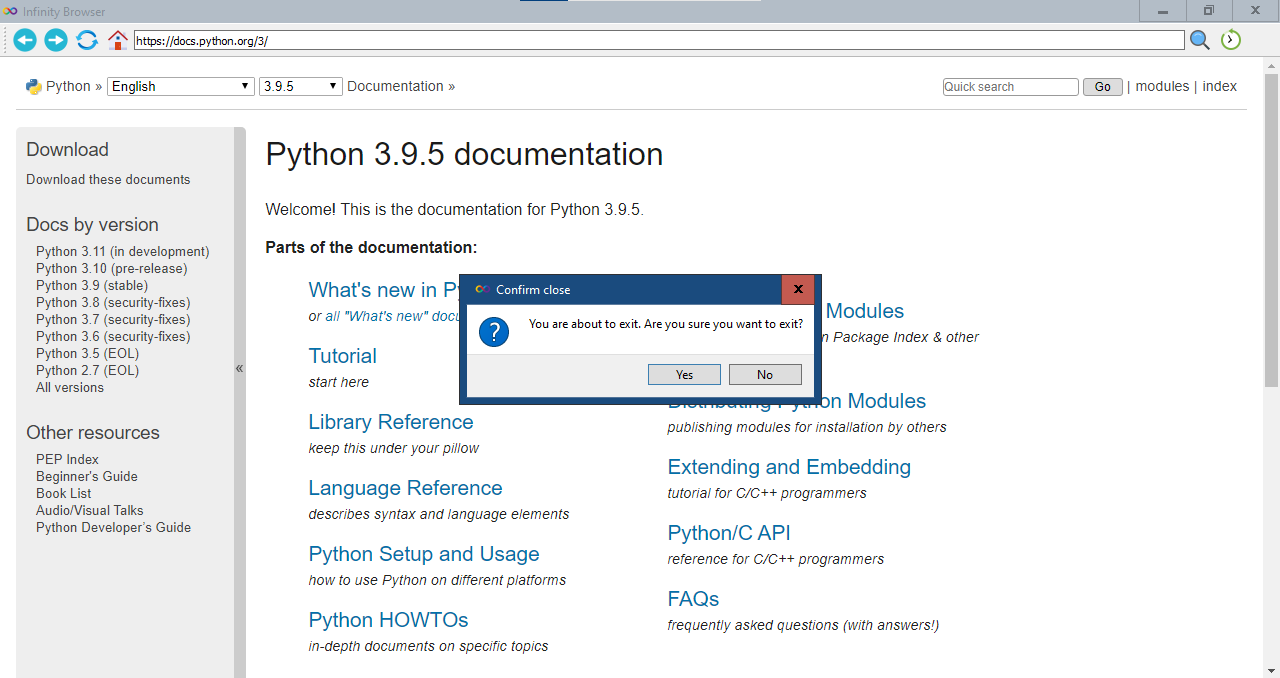 Infinity Browser
https://docs.python.org/3/
Python » English 3.9.5 Documentation »
Quick search Go | modules | index
Download
Download these documents
Docs by version
Python 3.11 (in development)
Python 3.10 (pre-release)
Python 3.9 (stable)
Python 3.8 (security-fixes)
Python 3.7 (security-fixes)
Python 3.6 (security-fixes)
Python 3.5 (EOL)
Python 2.7 (EOL)
All versions
Other resources
PEP Index
Beginner's Guide
Book List
Audio/Visual Talks
Python Developer's Guide
«
Python 3.9.5 documentation
Welcome! This is the documentation for Python 3.9.5.
Parts of the documentation:
What's new in
or all "What's new"
Tutorial
start here
Library Reference
keep this under your pillow
Language Reference
describes syntax and language elements
Python Setup and Usage
how to use Python on different platforms
Python HOWTOs
in-depth documents on specific topics
Confirm close
You are about to exit. Are you sure you want to exit?
Yes
No
Modules
Package Index & other
Distributing Python Modules
publishing modules for installation by others
Extending and Embedding
tutorial for C/C++ programmers
Python/C API
reference for C/C++ programmers
FAQs
frequently asked questions (with answers!)